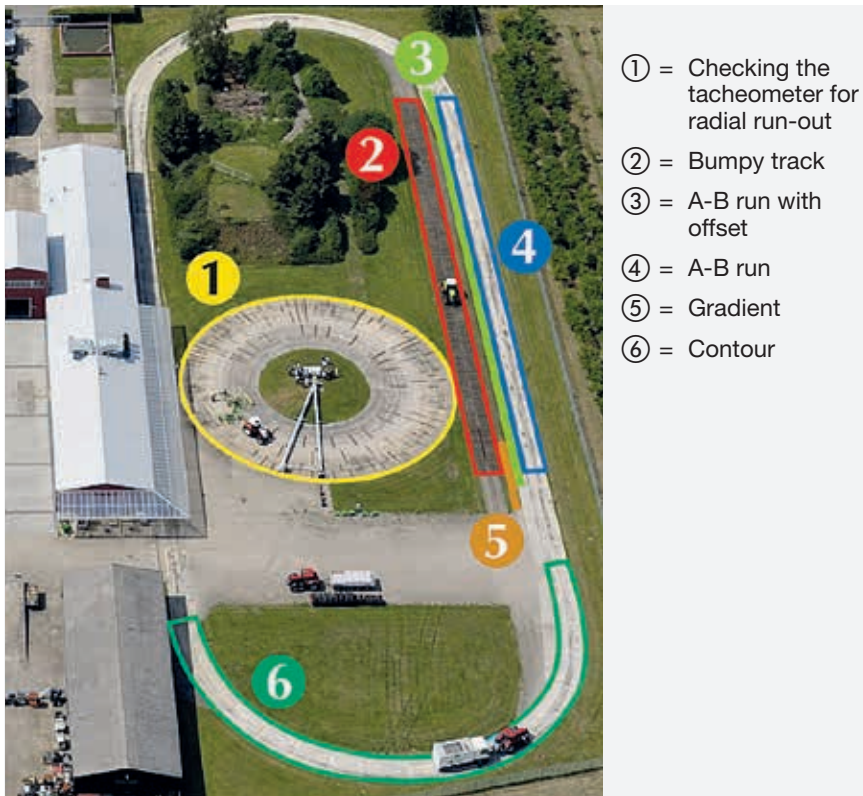 3
2
4
1
5
6
① = Checking the
tacheometer for
radial run-out
② = Bumpy track
③ = A-B run with
offset
④ = A-B run
⑤ = Gradient
⑥ = Contour